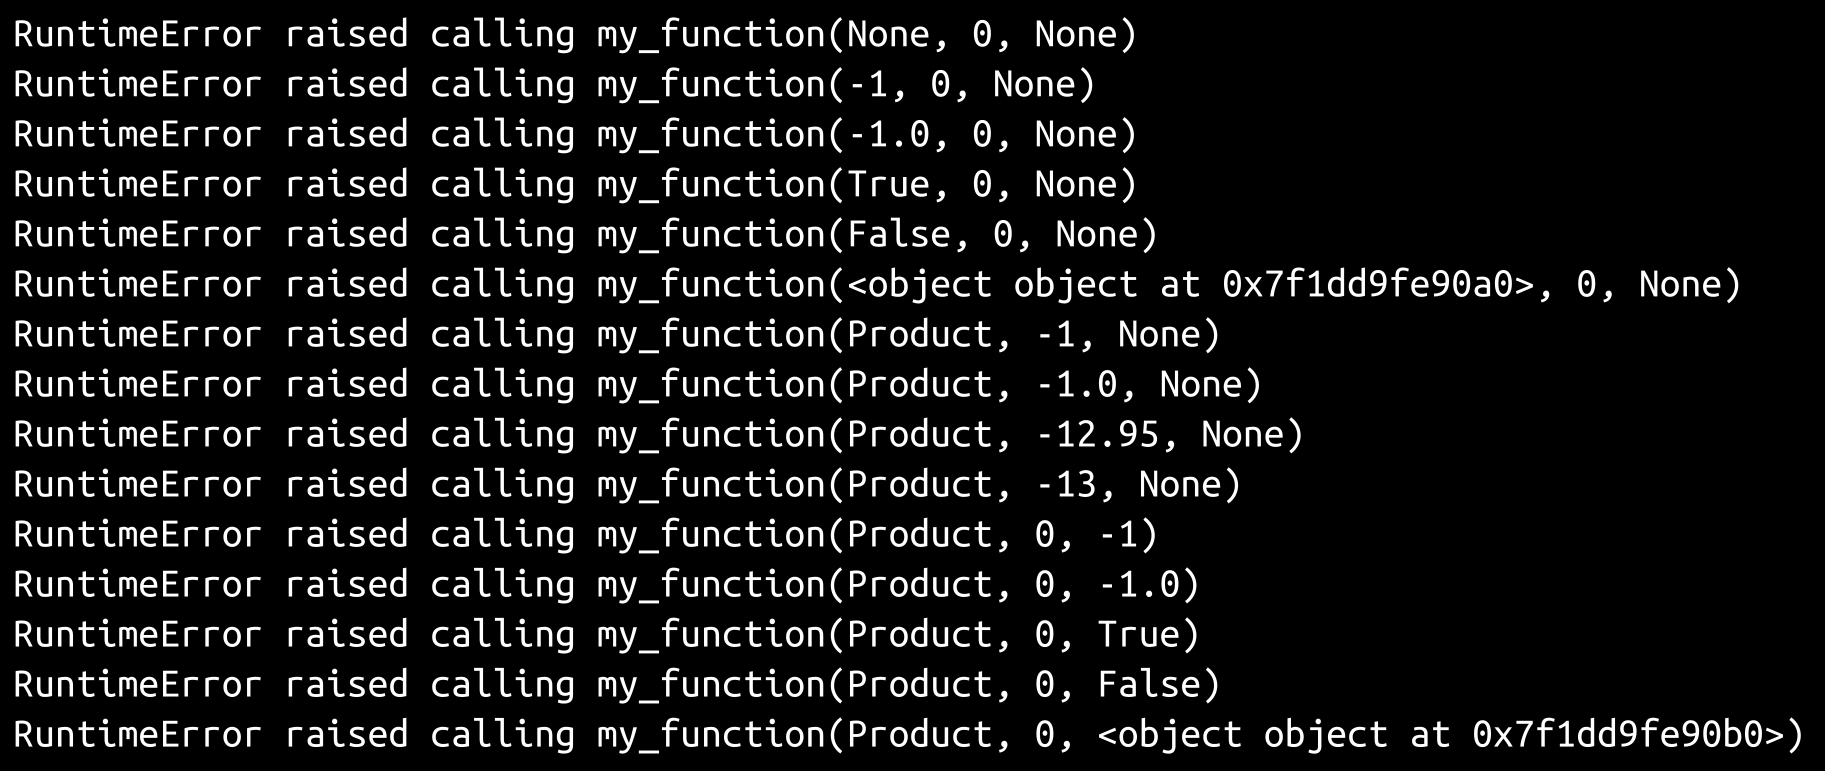 RuntimeError raised calling my_function(None, 0, None)
RuntimeError raised calling my_function(-1, 0, None)
RuntimeError raised calling my_function(-1.0, 0, None)
RuntimeError raised calling my_function(True, 0, None)
RuntimeError raised calling my_function(False, 0, None)
RuntimeError raised calling my_function(<object object at 0x7f1dd9fe90a0>, 0, None)
RuntimeError raised calling my_function(Product, -1, None)
RuntimeError raised calling my_function(Product, -1.0, None)
RuntimeError raised calling my_function(Product, -12.95, None)
RuntimeError raised calling my_function(Product, -13, None)
RuntimeError raised calling my_function(Product, 0, -1)
RuntimeError raised calling my_function(Product, 0, -1.0)
RuntimeError raised calling my_function(Product, 0, True)
RuntimeError raised calling my_function(Product, 0, False)
RuntimeError raised calling my_function(Product, 0, <object object at 0x7f1dd9fe90b0>)